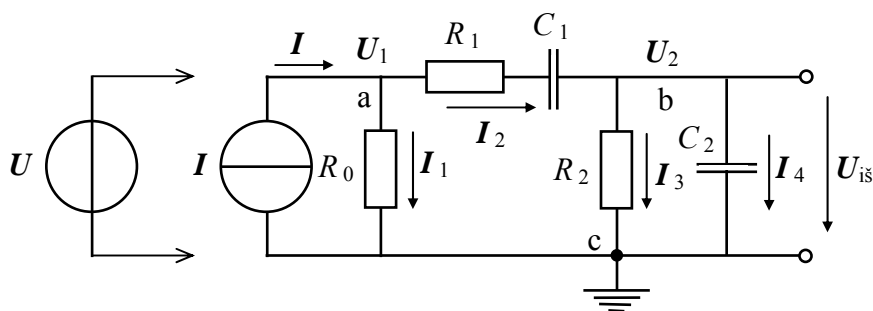 I U₁ R₁ C₁ U₂
a b
I₂
U I R₀ I₁ R₂ I₃ C₂ I₄ Uiš
c